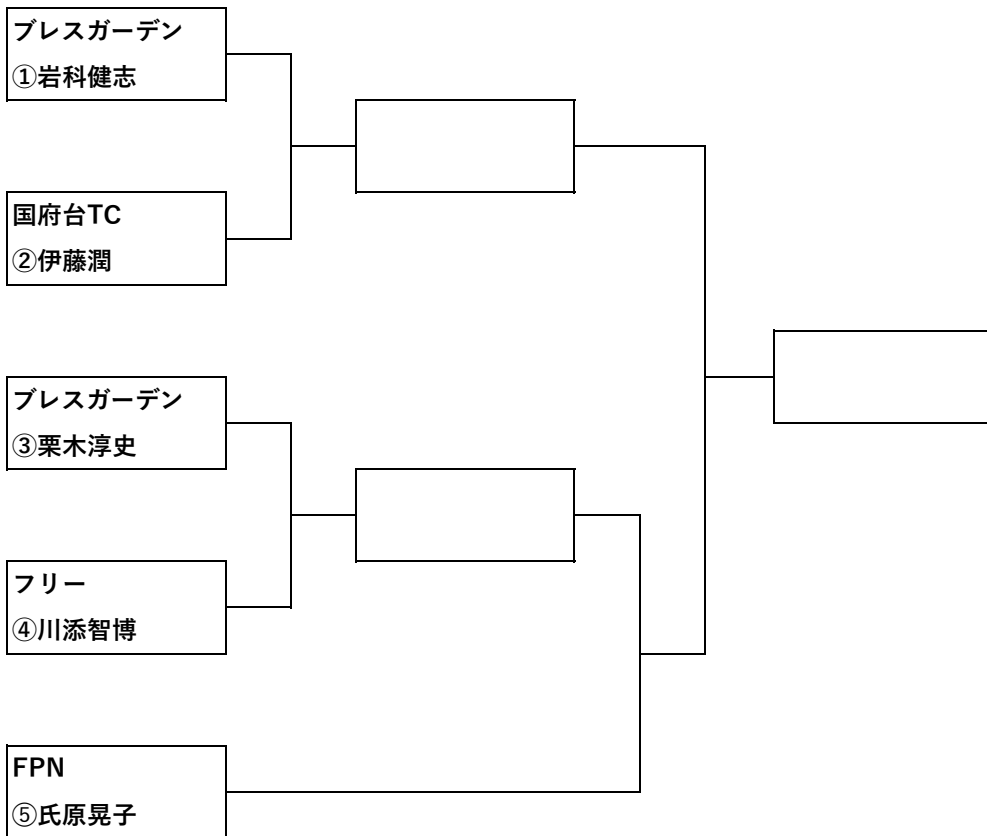 ブレスガーデン
①岩科健志
国府台TC
②伊藤潤
ブレスガーデン
③栗木淳史
フリー
④川添智博
FPN
⑤氏原晃子